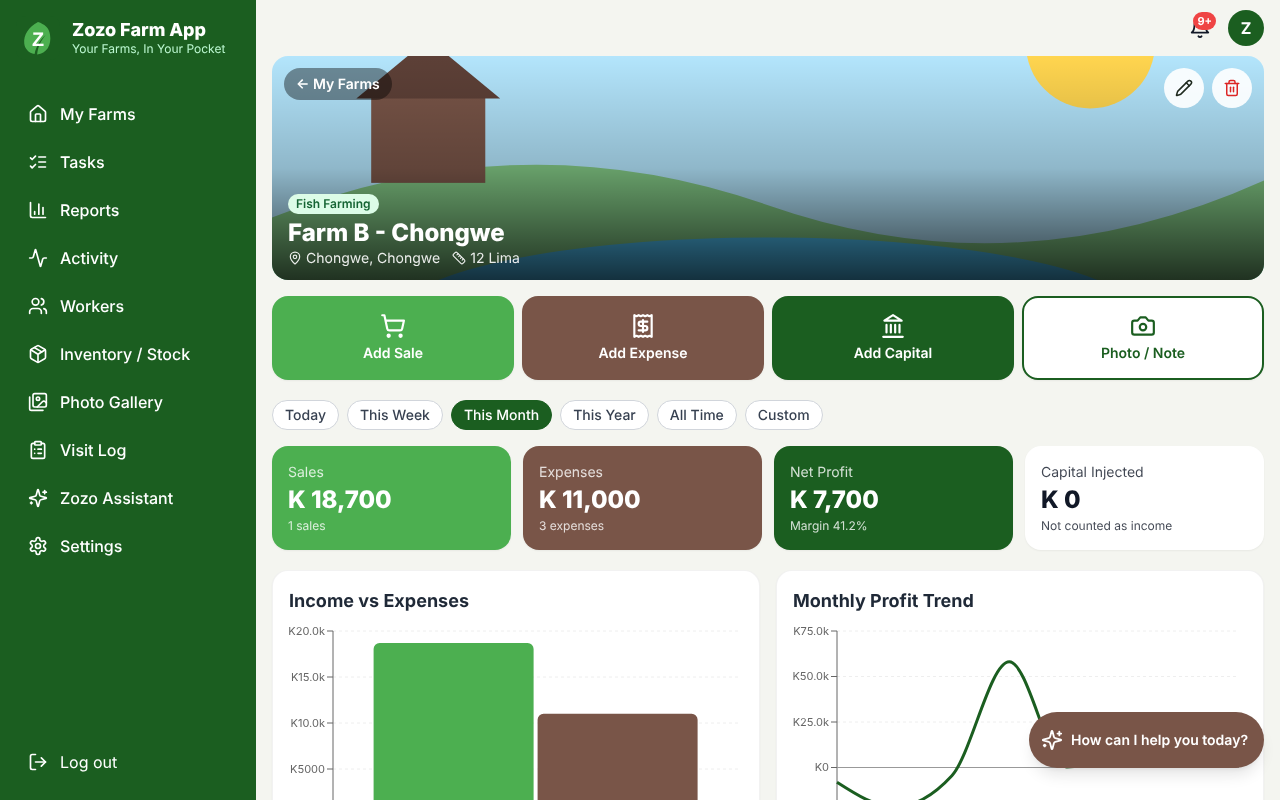 Z
Zozo Farm App
Your Farms, In Your Pocket
My Farms
Tasks
Reports
Activity
Workers
Inventory / Stock
Photo Gallery
Visit Log
Zozo Assistant
Settings
Log out
9+
Z
← My Farms
Fish Farming
Farm B - Chongwe
Chongwe, Chongwe 12 Lima
Add Sale
Add Expense
Add Capital
Photo / Note
Today This Week This Month This Year All Time Custom
Sales
K 18,700
1 sales
Expenses
K 11,000
3 expenses
Net Profit
K 7,700
Margin 41.2%
Capital Injected
K 0
Not counted as income
Income vs Expenses
K20.0k
K15.0k
K10.0k
K5000
Monthly Profit Trend
K75.0k
K50.0k
K25.0k
K0
How can I help you today?